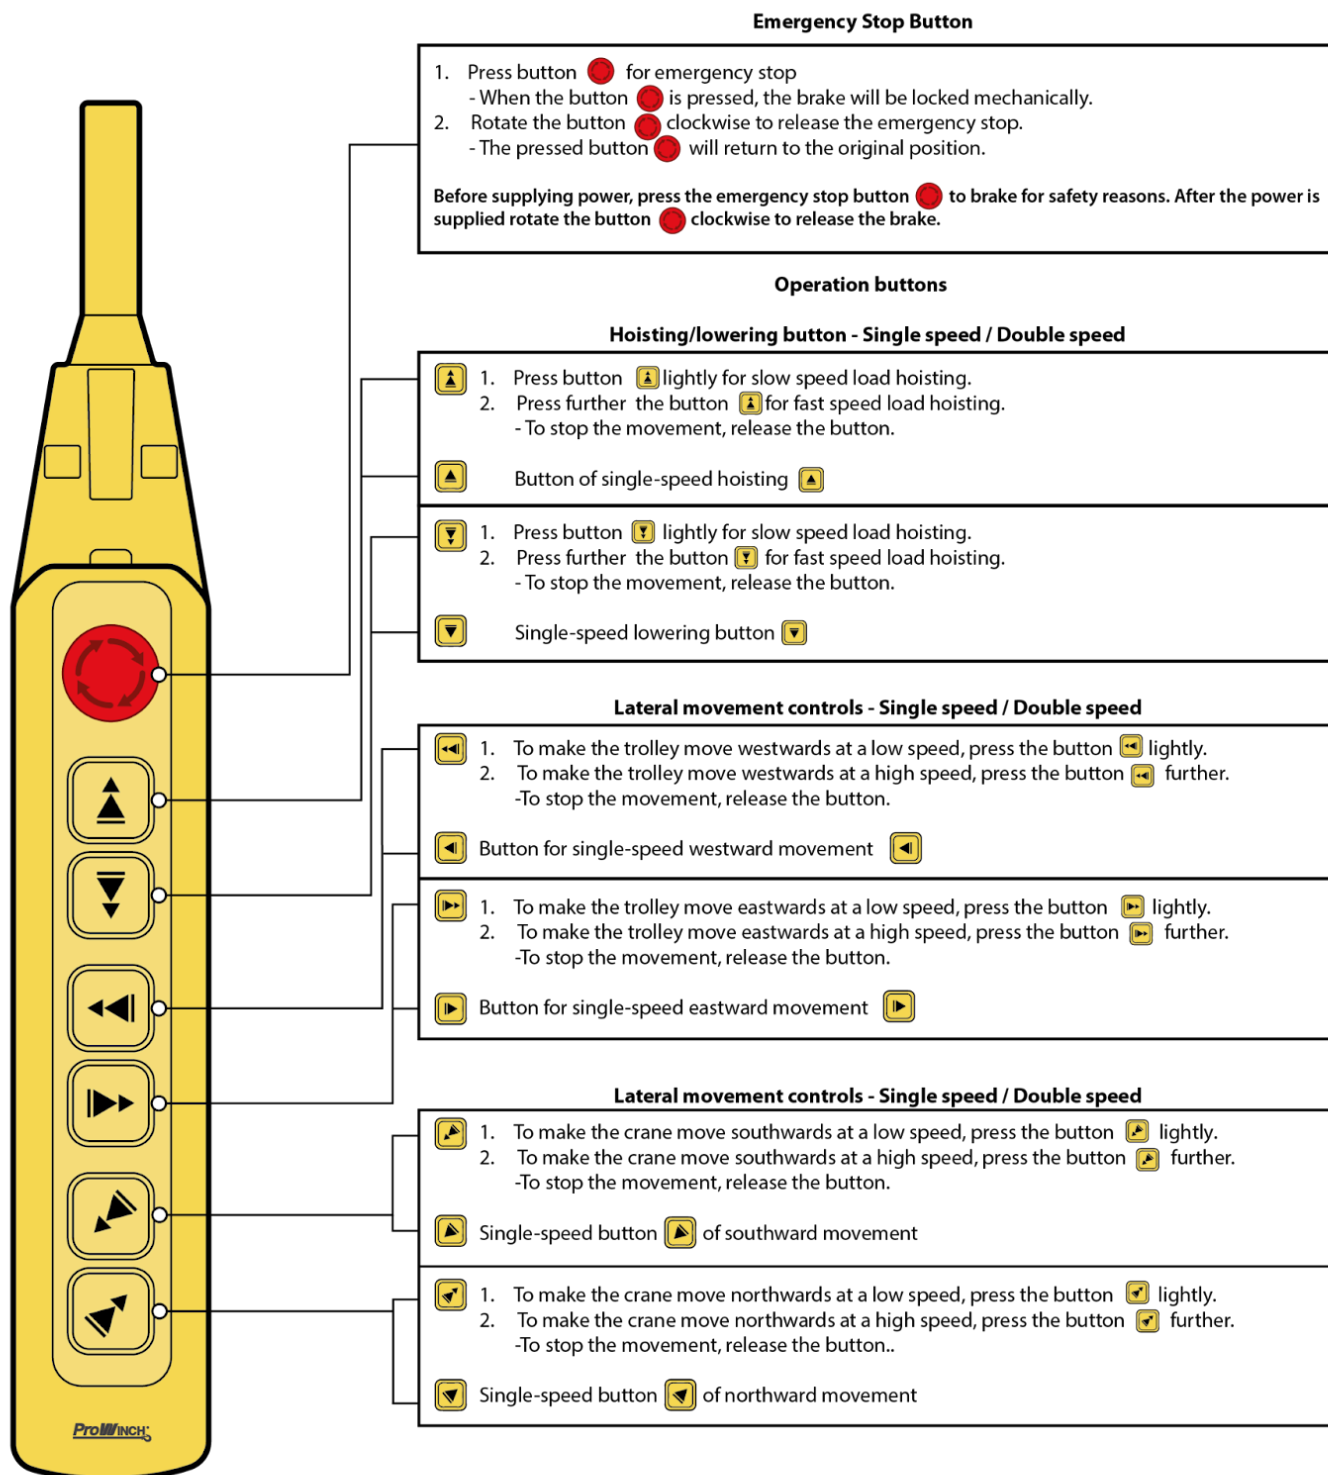 Emergency Stop Button
1. Press button for emergency stop
- When the button is pressed, the brake will be locked mechanically.
2. Rotate the button clockwise to release the emergency stop.
- The pressed button will return to the original position.
Before supplying power, press the emergency stop button to brake for safety reasons. After the power is
supplied rotate the button clockwise to release the brake.
Operation buttons
Hoisting/lowering button - Single speed / Double speed
1. Press button lightly for slow speed load hoisting.
2. Press further the button for fast speed load hoisting.
- To stop the movement, release the button.
Button of single-speed hoisting
1. Press button lightly for slow speed load hoisting.
2. Press further the button for fast speed load hoisting.
- To stop the movement, release the button.
Single-speed lowering button
Lateral movement controls - Single speed / Double speed
1. To make the trolley move westwards at a low speed, press the button lightly.
2. To make the trolley move westwards at a high speed, press the button further.
-To stop the movement, release the button.
Button for single-speed westward movement
1. To make the trolley move eastwards at a low speed, press the button lightly.
2. To make the trolley move eastwards at a high speed, press the button further.
-To stop the movement, release the button.
Button for single-speed eastward movement
Lateral movement controls - Single speed / Double speed
1. To make the crane move southwards at a low speed, press the button lightly.
2. To make the crane move southwards at a high speed, press the button further.
-To stop the movement, release the button.
Single-speed button of southward movement
1. To make the crane move northwards at a low speed, press the button lightly.
2. To make the crane move northwards at a high speed, press the button further.
-To stop the movement, release the button..
Single-speed button of northward movement
ProWinch